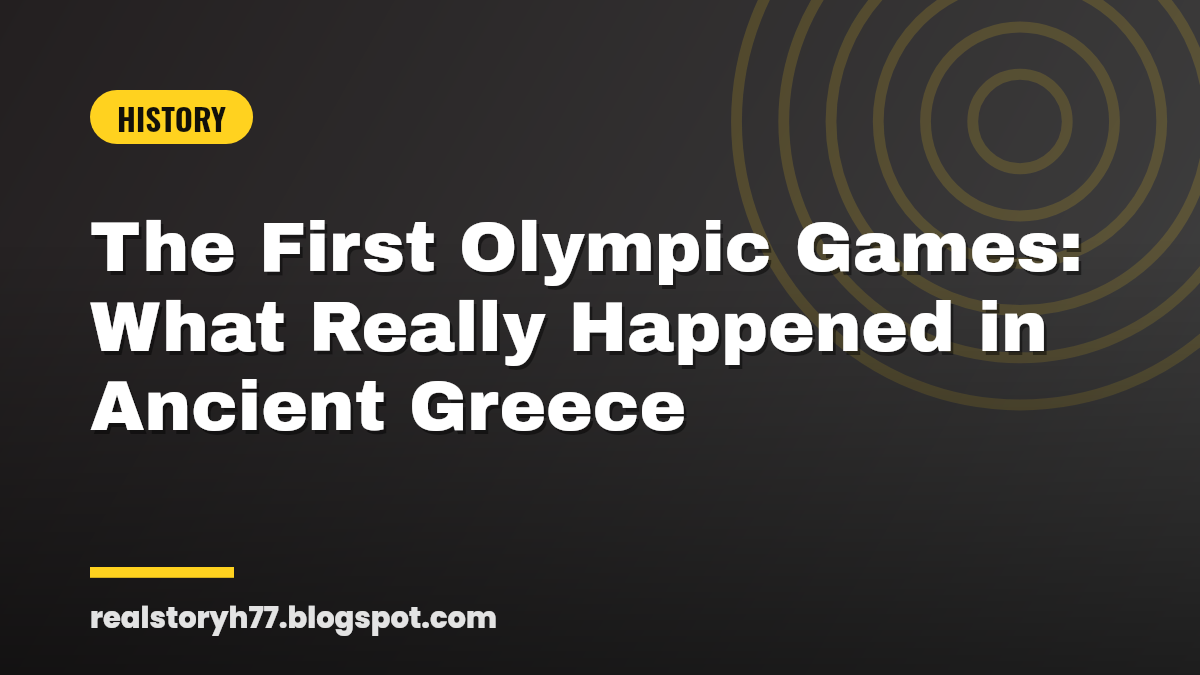 HISTORY
The First Olympic Games:
What Really Happened in
Ancient Greece
realstoryh77.blogspot.com